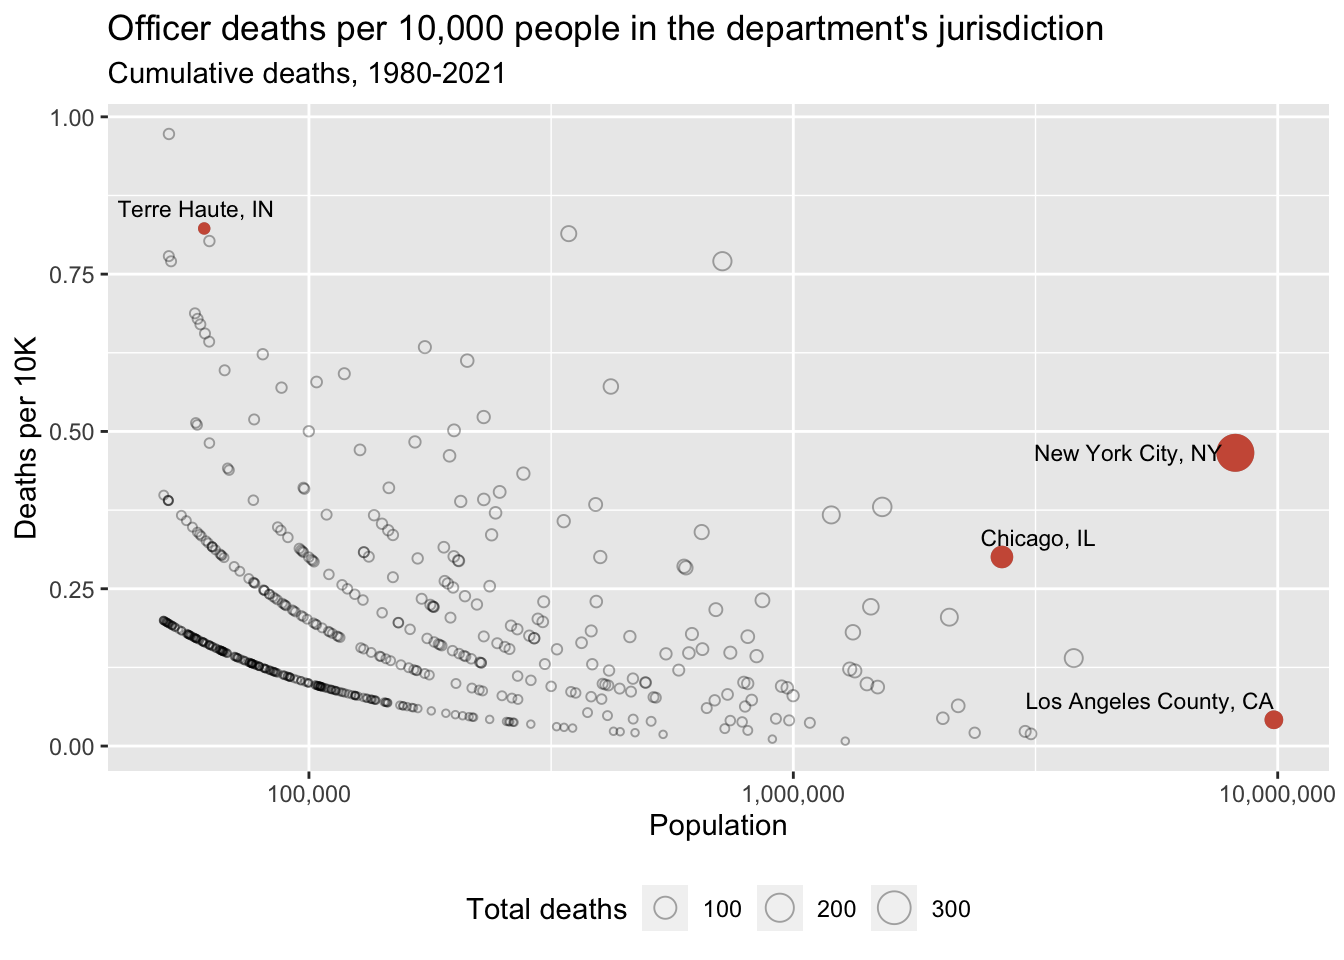 Officer deaths per 10,000 people in the department's jurisdiction
Cumulative deaths, 1980-2021
1.00
0.75
0.50
0.25
0.00
Deaths per 10K
Terre Haute, IN
New York City, NY
Chicago, IL
Los Angeles County, CA
100,000 1,000,000 10,000,000
Population
Total deaths 100 200 300